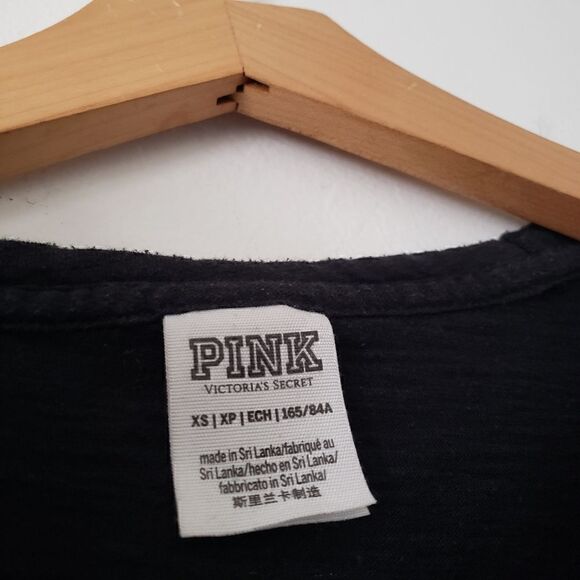 PINK
VICTORIA'S SECRET
XS | XP | ECH | 165/84A
made in Sri Lanka/fabriqué au
Sri Lanka/hecho en Sri Lanka/
fabbricato in Sri Lanka/
斯里兰卡制造